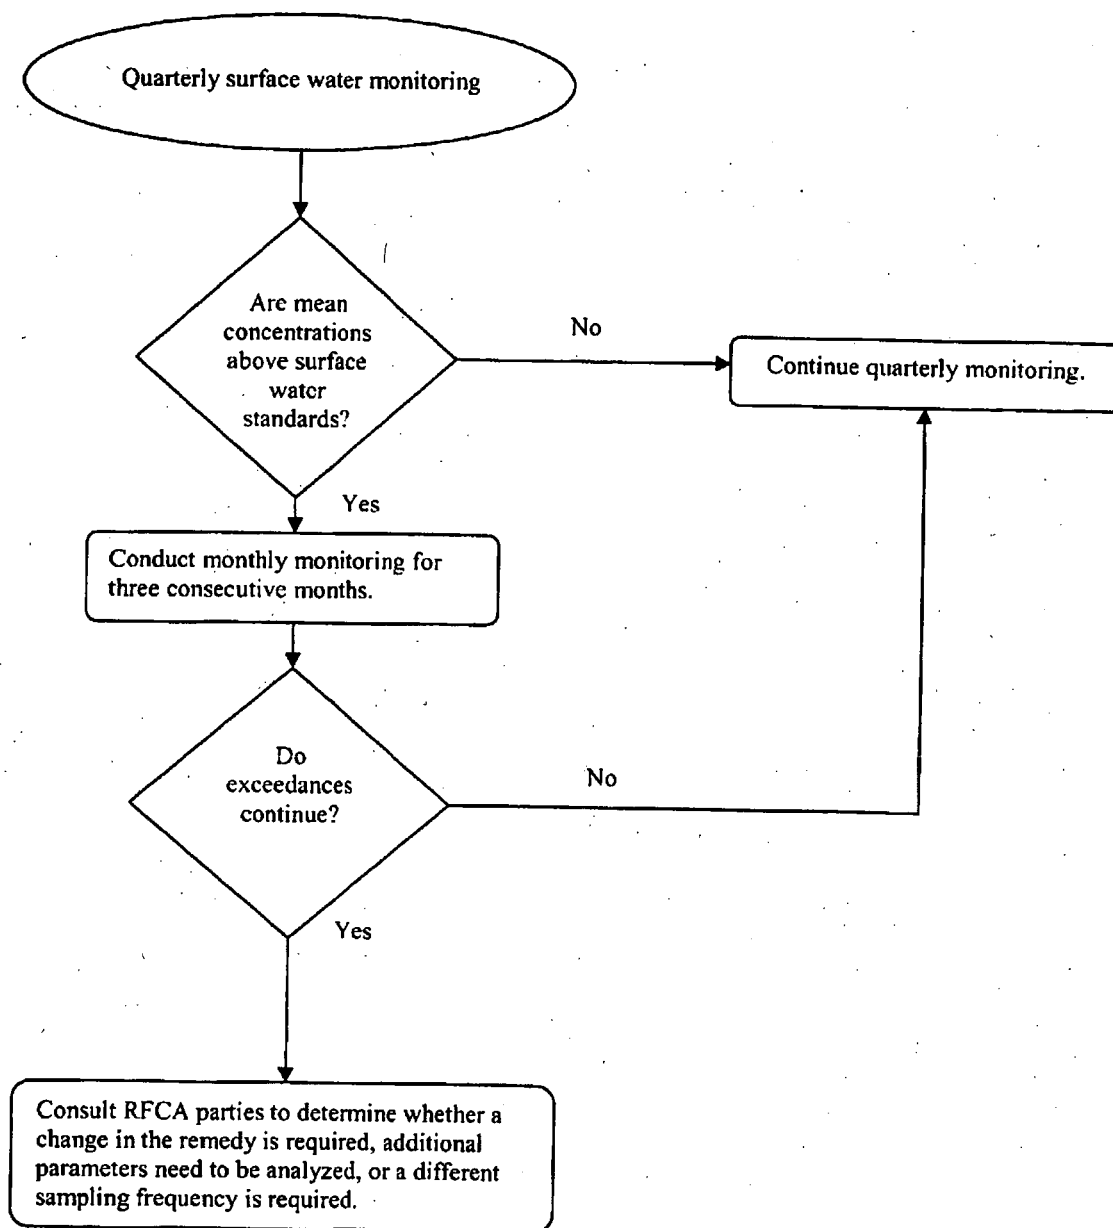 Quarterly surface water monitoring
Are mean
concentrations
above surface
water
standards?
No
Continue quarterly monitoring.
Yes
Conduct monthly monitoring for
three consecutive months.
Do
exceedances
continue?
No
Yes
Consult RFCA parties to determine whether a
change in the remedy is required, additional
parameters need to be analyzed, or a different
sampling frequency is required.